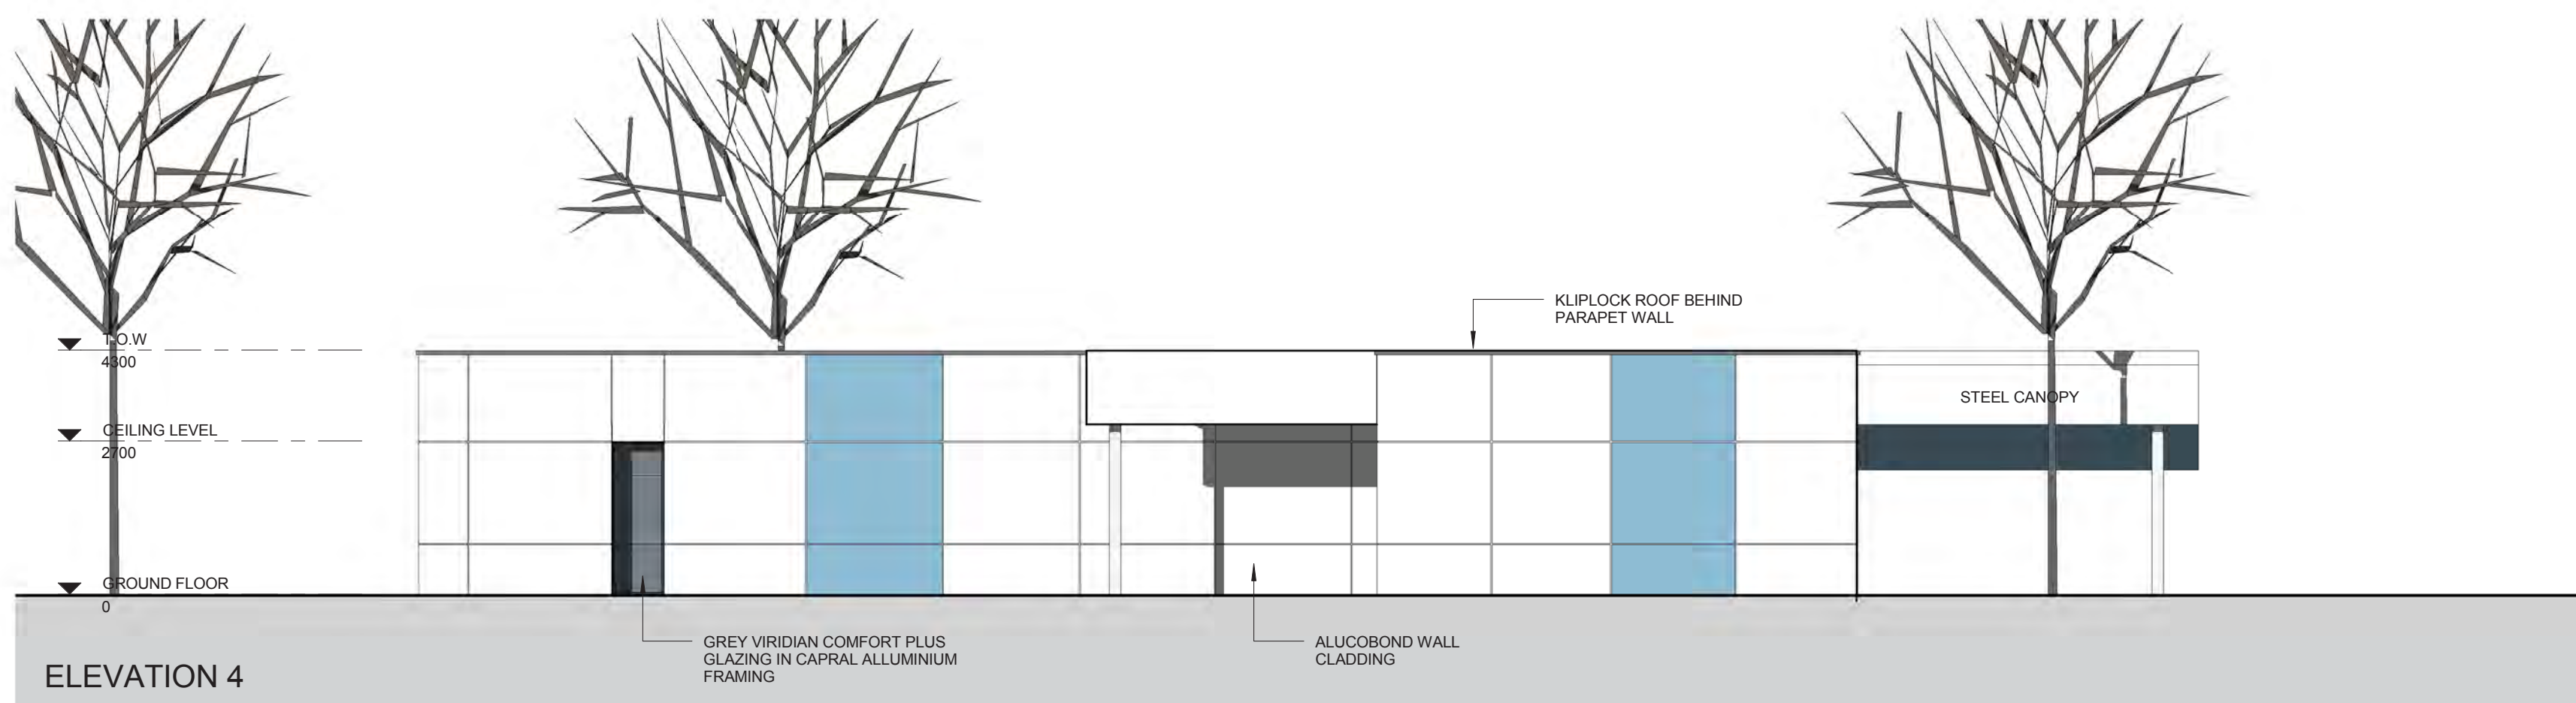 KLIPLOCK ROOF BEHIND
PARAPET WALL
T.O.W
4300
STEEL CANOPY
CEILING LEVEL
2700
GROUND FLOOR
0
GREY VIRIDIAN COMFORT PLUS
GLAZING IN CAPRAL ALLUMINIUM
FRAMING
ALUCOBOND WALL
CLADDING
ELEVATION 4